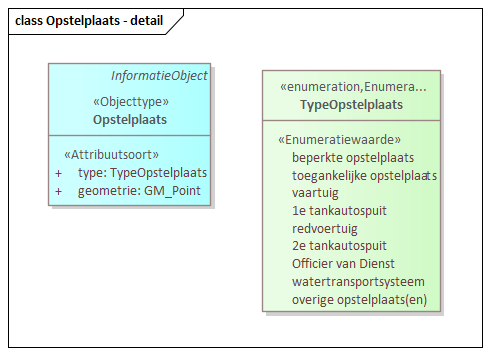 class Opstelplaats - detail
InformatieObject
«Objecttype»
Opstelplaats
«Attribuutsoort»
+ type: TypeOpstelplaats
+ geometrie: GM_Point
«enumeration,Enumera...
TypeOpstelplaats
«Enumeratiewaarde»
beperkte opstelplaats
toegankelijke opstelplaats
vaartuig
1e tankautospuit
redvoertuig
2e tankautospuit
Officier van Dienst
watertransportsysteem
overige opstelplaats(en)